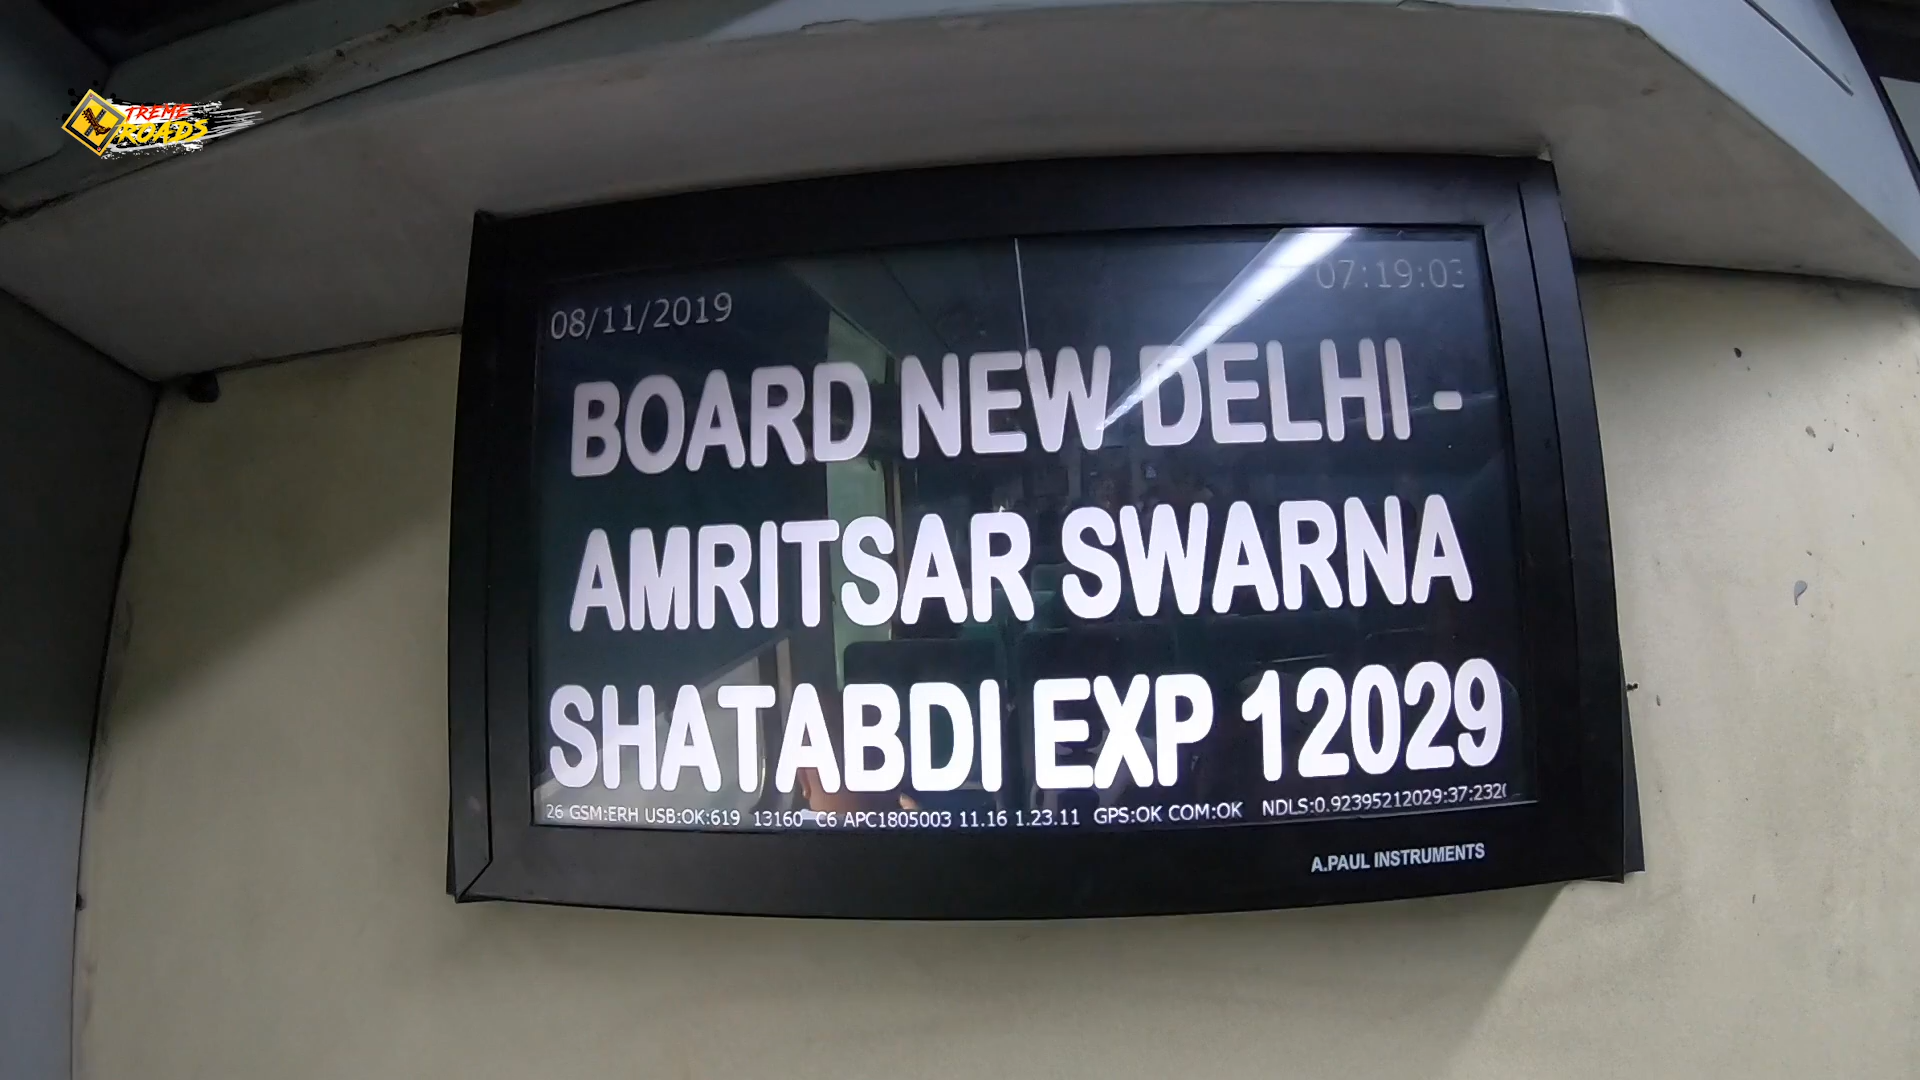 XTREME
ROADS
08/11/2019
07:19:03
BOARD NEW DELHI -
AMRITSAR SWARNA
SHATABDI EXP 12029
26 GSM:ERH USB:OK:619 13160 C6 APC1805003 11.16 1.23.11 GPS:OK COM:OK NDLS:0.92395212029:37:232
A.PAUL INSTRUMENTS